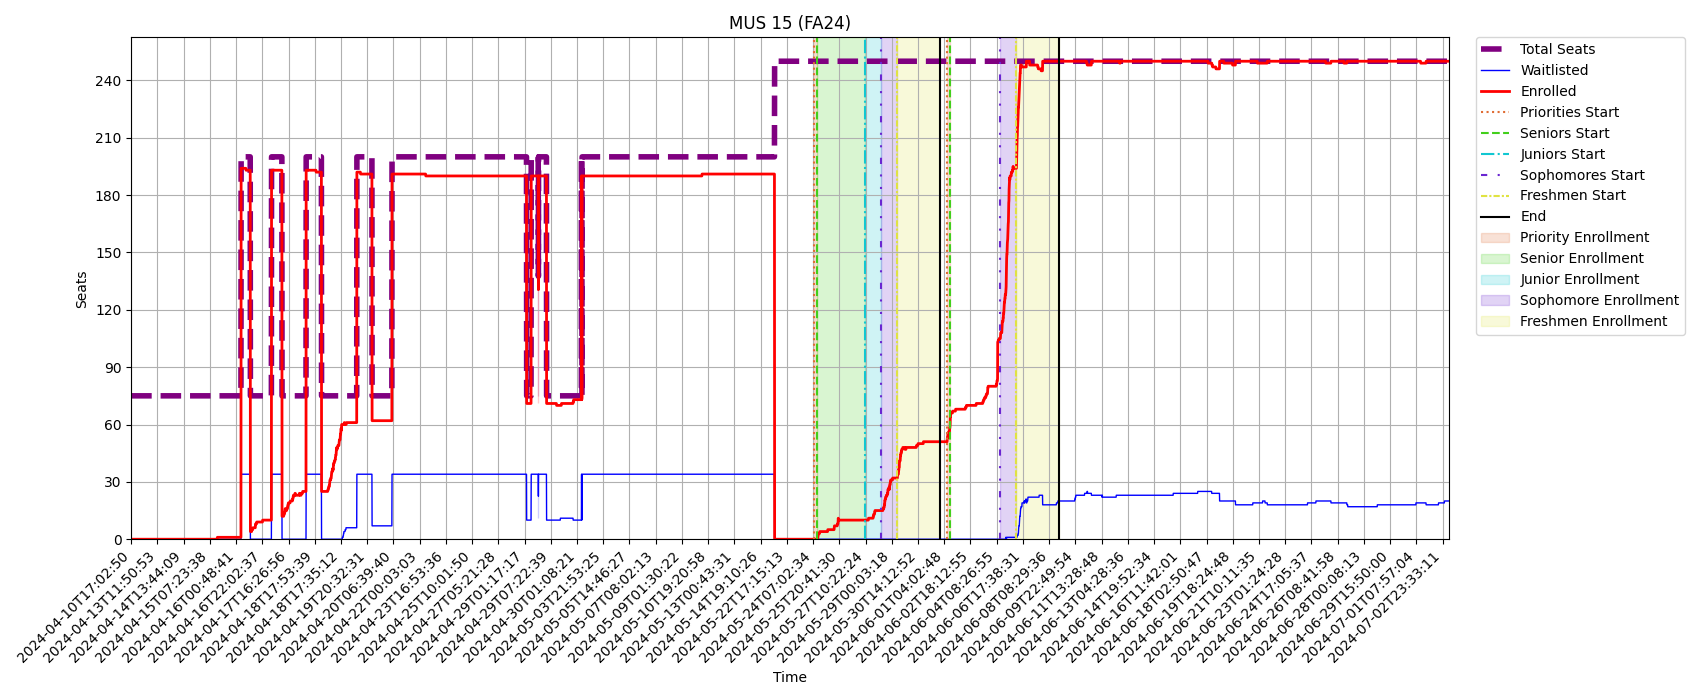 MUS 15 (FA24)
Seats
240
210
180
150
120
90
60
30
0
2024-04-10T17:02:50
2024-04-13T11:50:53
2024-04-14T13:44:09
2024-04-15T07:23:38
2024-04-16T00:48:41
2024-04-16T22:02:37
2024-04-17T16:26:56
2024-04-18T17:53:39
2024-04-18T17:35:12
2024-04-19T20:32:31
2024-04-20T06:39:40
2024-04-22T00:03:03
2024-04-23T16:53:36
2024-04-25T10:01:50
2024-04-27T05:21:28
2024-04-29T01:17:17
2024-04-29T07:22:39
2024-04-30T01:08:21
2024-05-03T21:53:25
2024-05-05T14:46:27
2024-05-07T08:02:13
2024-05-09T01:30:22
2024-05-10T19:20:58
2024-05-13T00:43:31
2024-05-14T19:10:26
2024-05-22T17:15:13
2024-05-24T07:02:34
2024-05-25T20:41:30
2024-05-27T10:22:24
2024-05-29T00:03:18
2024-05-30T14:12:52
2024-06-01T04:02:48
2024-06-02T18:12:55
2024-06-04T08:26:55
2024-06-06T17:38:31
2024-06-08T08:29:36
2024-06-09T22:49:54
2024-06-11T13:28:48
2024-06-13T04:28:36
2024-06-14T19:52:34
2024-06-16T11:42:01
2024-06-18T02:50:47
2024-06-19T18:24:48
2024-06-21T10:11:35
2024-06-23T01:24:28
2024-06-24T17:05:37
2024-06-26T08:41:58
2024-06-28T00:08:13
2024-06-29T15:50:00
2024-07-01T07:57:04
2024-07-02T23:33:11
Time
Total Seats
Waitlisted
Enrolled
Priorities Start
Seniors Start
Juniors Start
Sophomores Start
Freshmen Start
End
Priority Enrollment
Senior Enrollment
Junior Enrollment
Sophomore Enrollment
Freshmen Enrollment